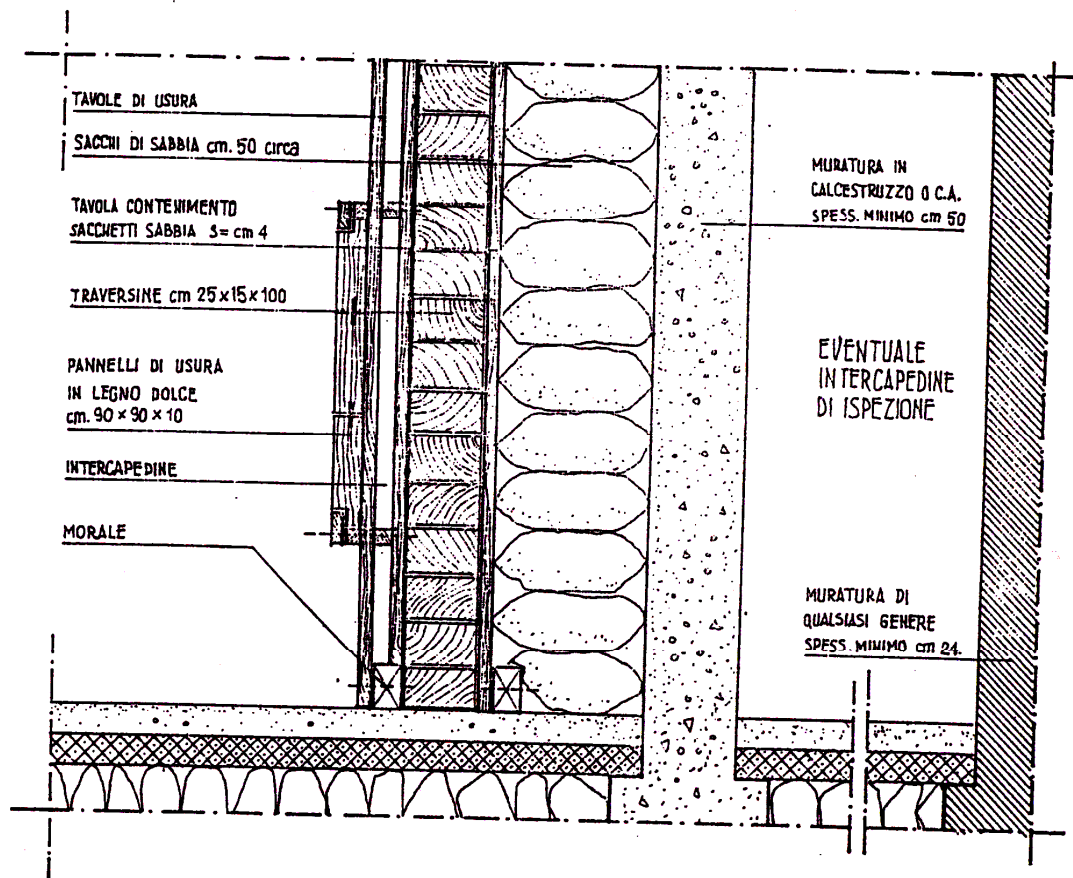 TAVOLE DI USURA
SACCHI DI SABBIA cm. 50 circa
TAVOLA CONTENIMENTO
SACCHETTI SABBIA S= cm 4
TRAVERSINE cm 25×15×100
PANNELLI DI USURA
IN LEGNO DOLCE
cm. 90 × 90 × 10
INTERCAPEDINE
MORALE
MURATURA IN
CALCESTRUZZO O C.A.
SPESS. MINIMO cm 50
EVENTUALE
INTERCAPEDINE
DI ISPEZIONE
MURATURA DI
QUALSIASI GENERE
SPESS. MINIMO cm 24.